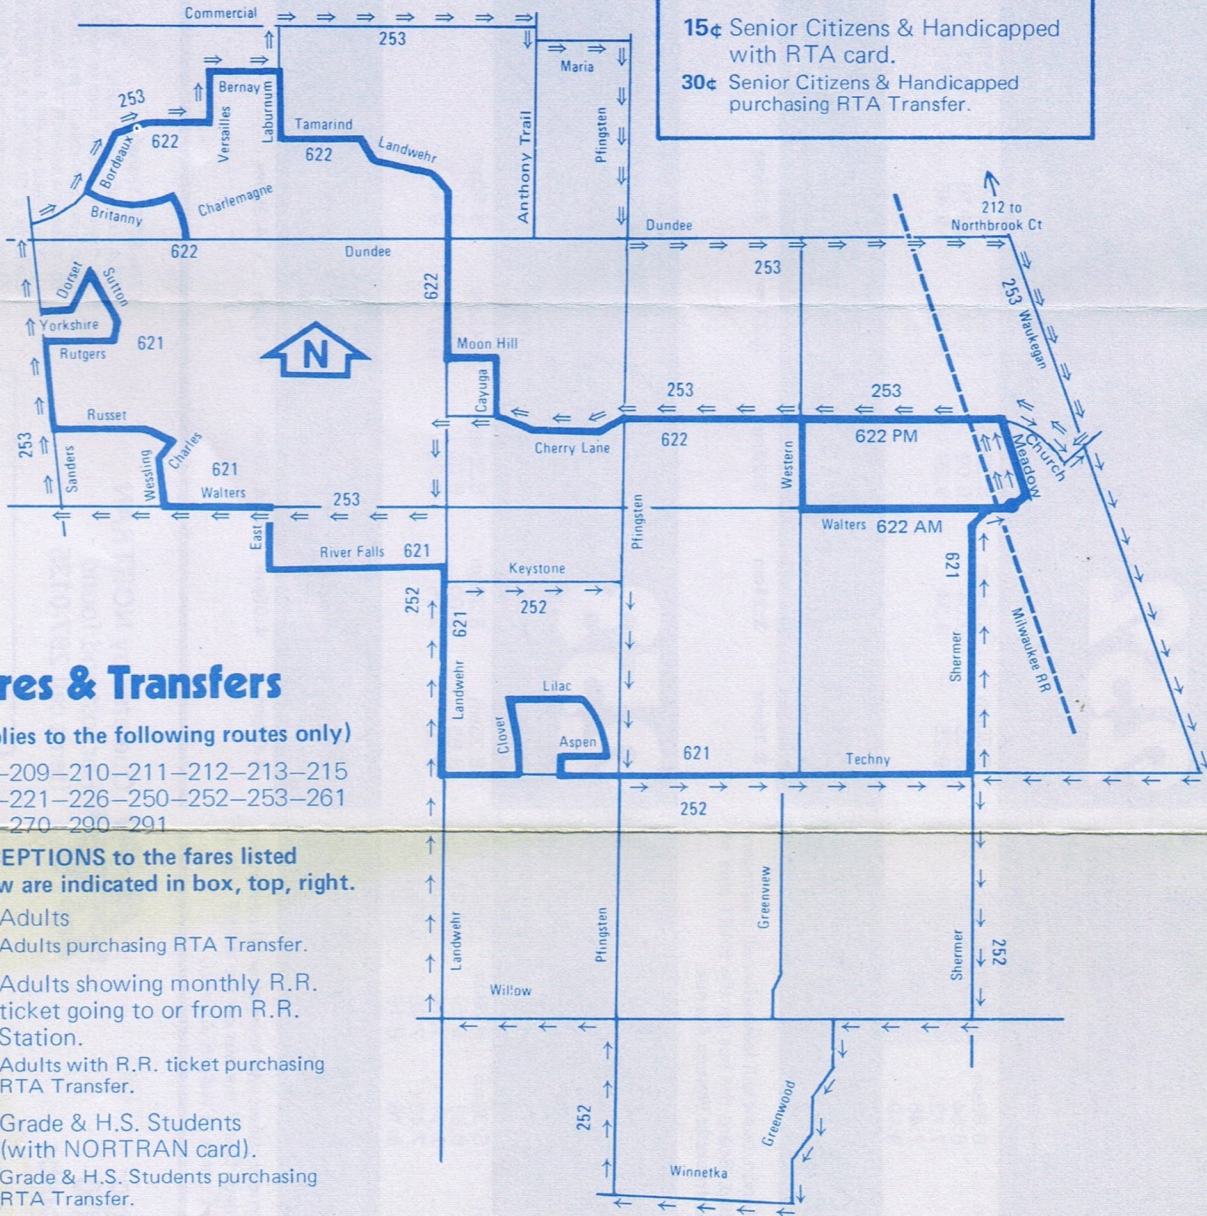 15¢ Senior Citizens & Handicapped
with RTA card.
30¢ Senior Citizens & Handicapped
purchasing RTA Transfer.
Commercial
253
Maria
Bernay
253
Versailles
Laburnum
Tamarind
Bordeaux
622
622
Landwehr
Anthony Trail
Pfingsten
Britanny
Charlemagne
212 to
Northbrook Ct
Dundee
622
Dundee
253
622
Dorset
Sutton
253 Waukegan
Yorkshire
Rutgers
621
N
Moon Hill
Cayuga
253
253
Russet
Cherry Lane
622
622 PM
Church
Meadow
253
Sanders
Wessling
Charles
621
Walters
253
Western
Pfingsten
Walters 622 AM
East
River Falls 621
Keystone
252
252
621
621
Landwehr
Shermer
Milwaukee RR
Lilac
Clover
Aspen
621
Techny
252
res & Transfers
plies to the following routes only)
–209–210–211–212–213–215
–221–226–250–252–253–261
–270–290–291
EPTIONS to the fares listed
w are indicated in box, top, right.
Adults
Adults purchasing RTA Transfer.
Adults showing monthly R.R.
ticket going to or from R.R.
Station.
Adults with R.R. ticket purchasing
RTA Transfer.
Grade & H.S. Students
(with NORTRAN card).
Grade & H.S. Students purchasing
RTA Transfer.
Landwehr
Pfingsten
Greenview
Shermer
252
Willow
252
Greenwood
Winnetka